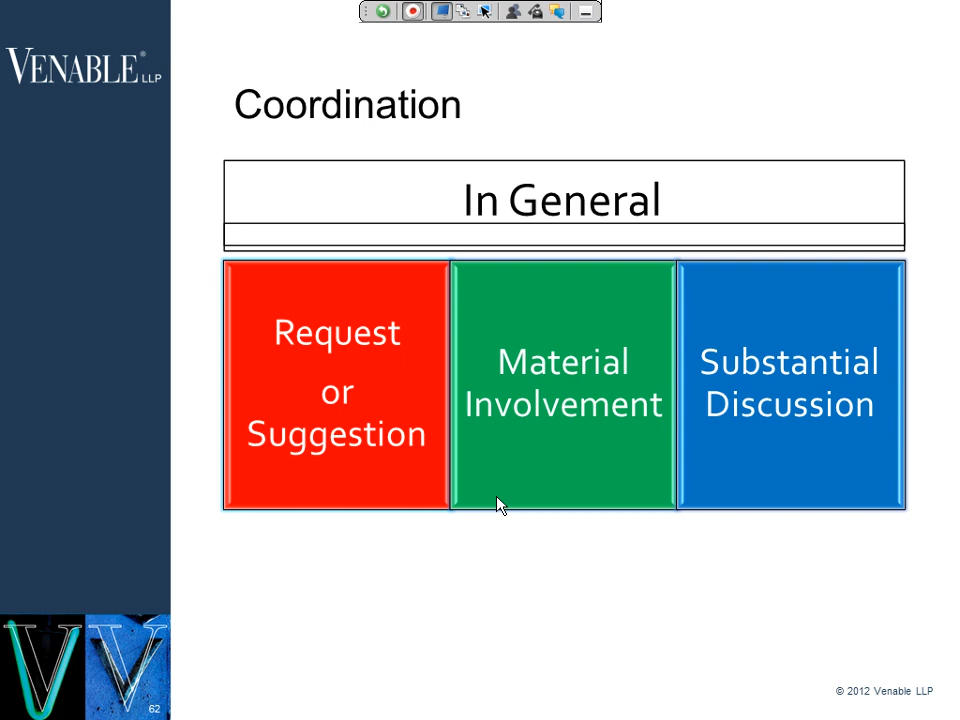 VENABLE® LLP
Coordination
In General
Request
or
Suggestion
Material
Involvement
Substantial
Discussion
62
© 2012 Venable LLP